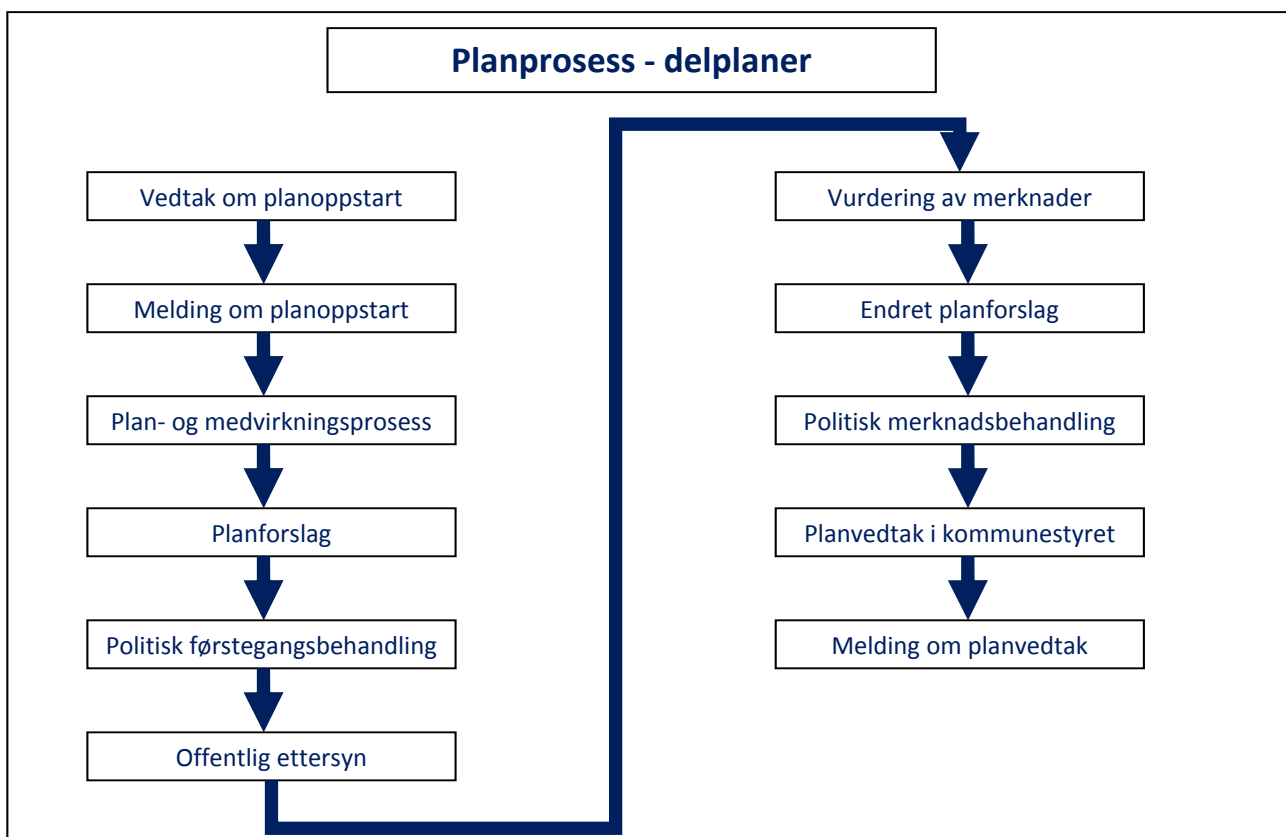 Planprosess - delplaner
Vedtak om planoppstart
Melding om planoppstart
Plan- og medvirkningsprosess
Planforslag
Politisk førstegangsbehandling
Offentlig ettersyn
Vurdering av merknader
Endret planforslag
Politisk merknadsbehandling
Planvedtak i kommunestyret
Melding om planvedtak